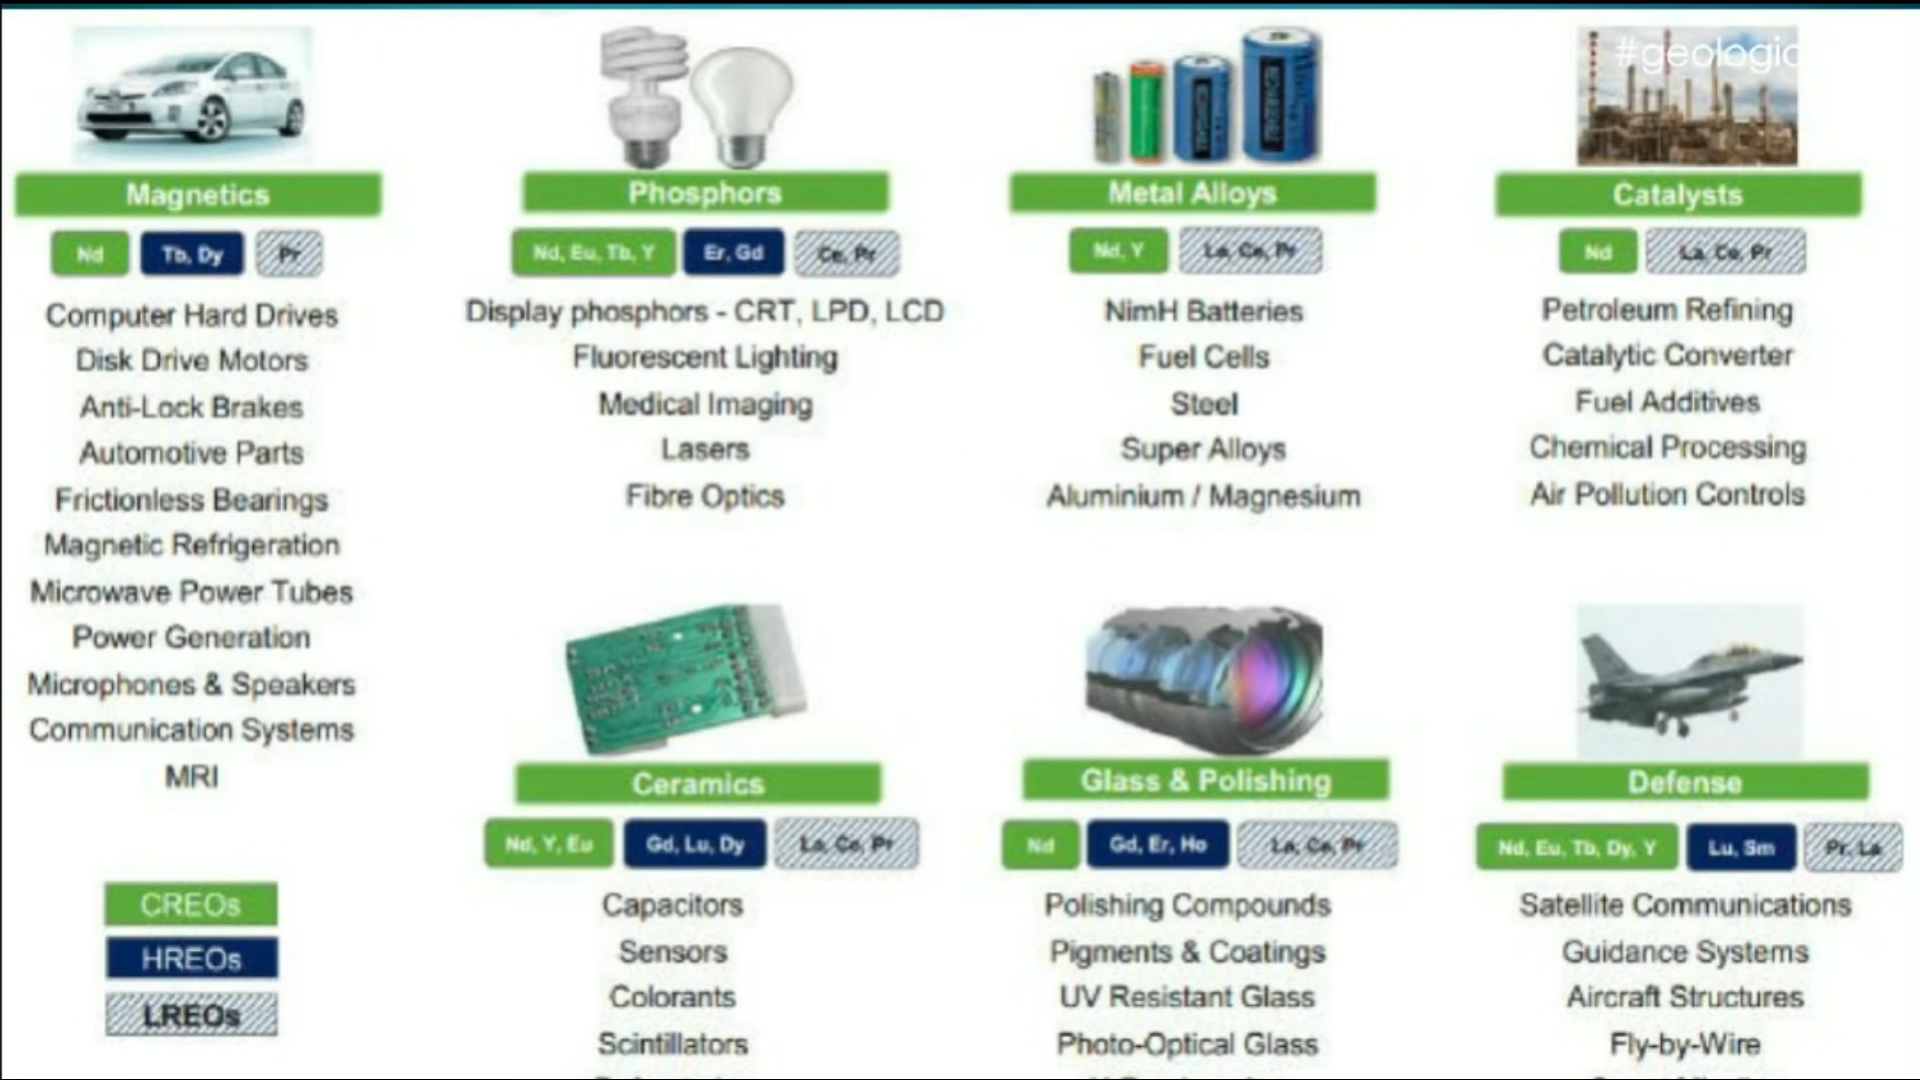 #geologic
Magnetics
Nd
Tb, Dy
Pr
Computer Hard Drives
Disk Drive Motors
Anti-Lock Brakes
Automotive Parts
Frictionless Bearings
Magnetic Refrigeration
Microwave Power Tubes
Power Generation
Microphones & Speakers
Communication Systems
MRI
CREOs
HREOs
LREOs
Phosphors
Nd, Eu, Tb, Y
Er, Gd
Ce, Pr
Display phosphors - CRT, LPD, LCD
Fluorescent Lighting
Medical Imaging
Lasers
Fibre Optics
Metal Alloys
Nd, Y
La, Ce, Pr
NimH Batteries
Fuel Cells
Steel
Super Alloys
Aluminium / Magnesium
Catalysts
Nd
La, Ce, Pr
Petroleum Refining
Catalytic Converter
Fuel Additives
Chemical Processing
Air Pollution Controls
Ceramics
Nd, Y, Eu
Gd, Lu, Dy
La, Ce, Pr
Capacitors
Sensors
Colorants
Scintillators
Glass & Polishing
Nd
Gd, Er, Ho
La, Ce, Pr
Polishing Compounds
Pigments & Coatings
UV Resistant Glass
Photo-Optical Glass
Defense
Nd, Eu, Tb, Dy, Y
Lu, Sm
Pr, La
Satellite Communications
Guidance Systems
Aircraft Structures
Fly-by-Wire